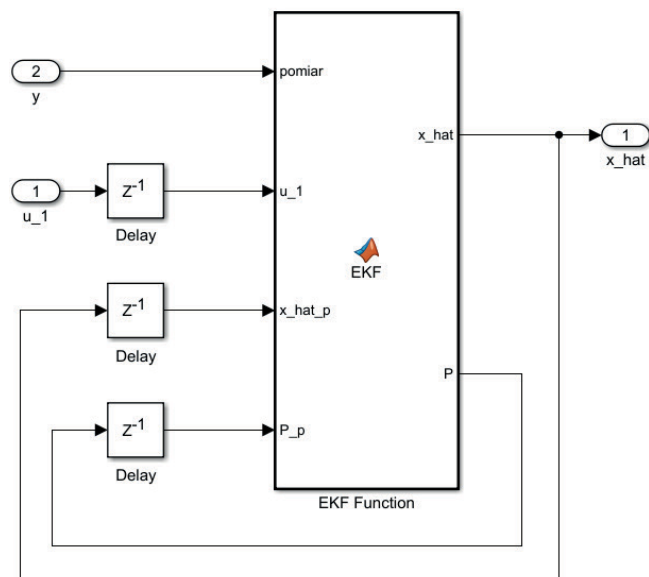 2
y
pomiar
x_hat
1
x_hat
1
u_1
Z-1
Delay
u_1
EKF
Z-1
Delay
x_hat_p
P
Z-1
Delay
P_p
EKF Function